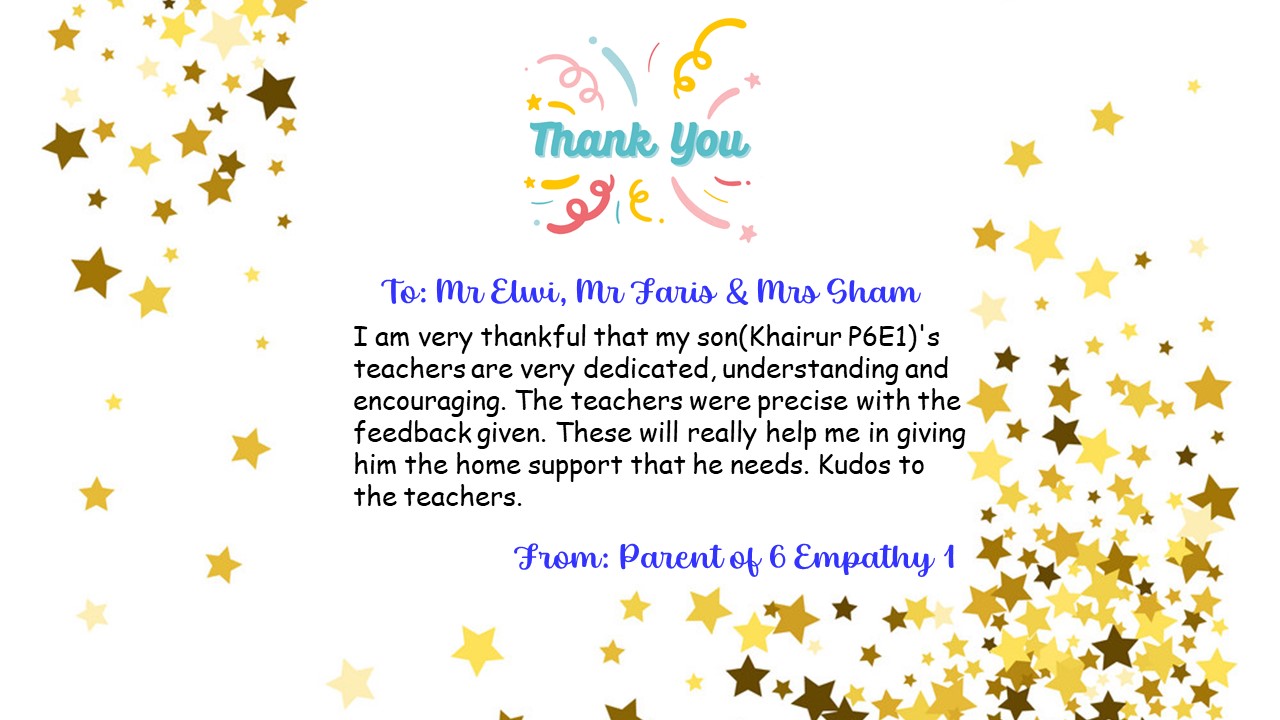 Thank You
To: Mr Elwi, Mr Faris & Mrs Sham
I am very thankful that my son(Khairur P6E1)'s
teachers are very dedicated, understanding and
encouraging. The teachers were precise with the
feedback given. These will really help me in giving
him the home support that he needs. Kudos to
the teachers.
From: Parent of 6 Empathy 1